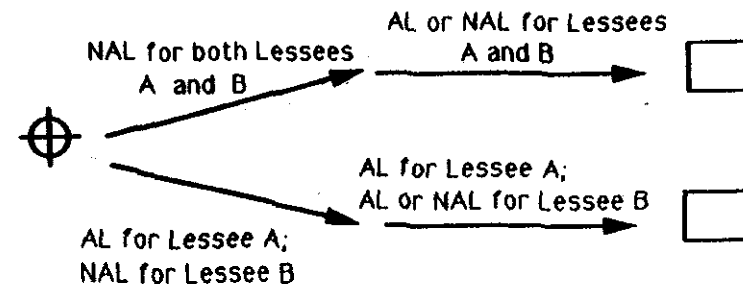 NAL for both Lessees
A and B
AL or NAL for Lessees
A and B
AL for Lessee A;
NAL for Lessee B
AL for Lessee A;
AL or NAL for Lessee B